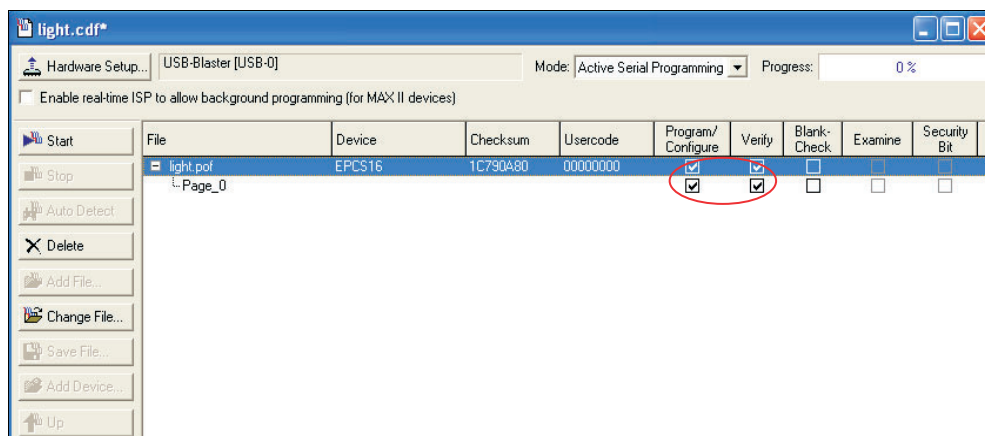 light.cdf*
Hardware Setup... USB-Blaster [USB-0] Mode: Active Serial Programming Progress: 0 %
Enable real-time ISP to allow background programming (for MAX II devices)
Start File Device Checksum Usercode Program/ Configure Verify Blank- Check Examine Security Bit
light.pof EPCS16 1C790A80 00000000
Stop Page_0
Auto Detect
Delete
Add File...
Change File...
Save File...
Add Device...
Up